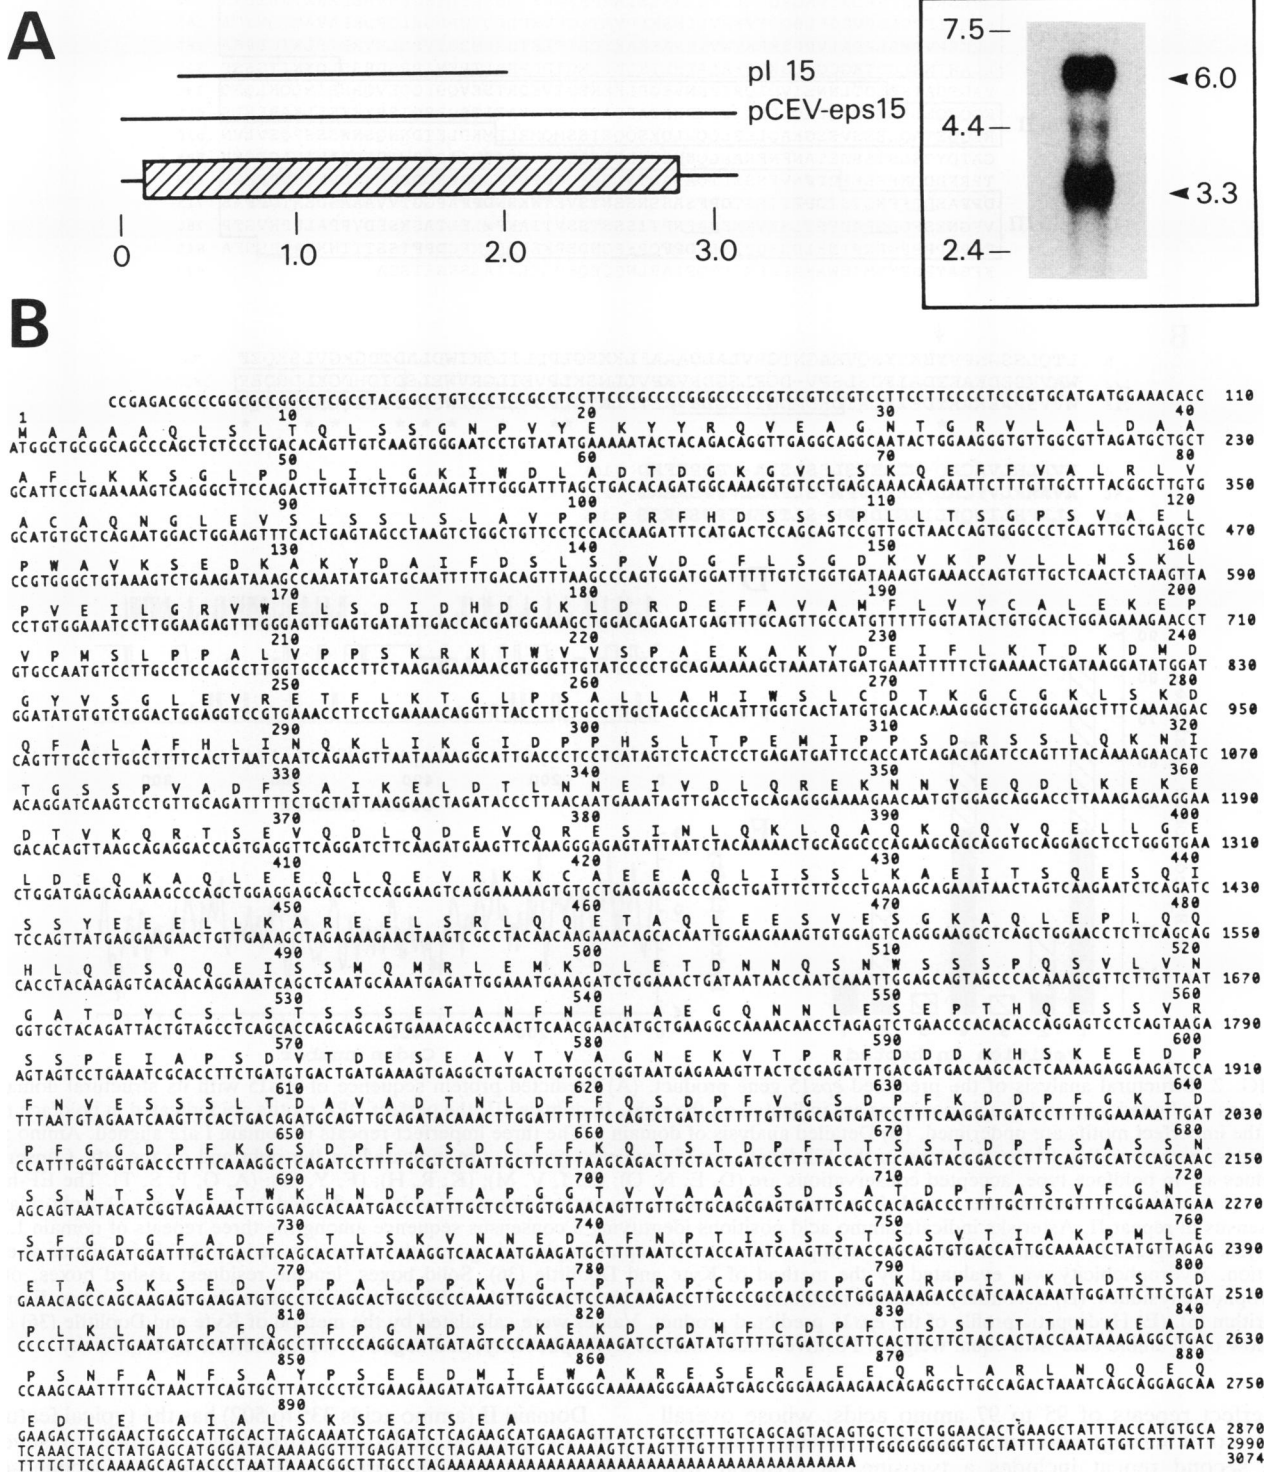 A
pI 15
pCEV-eps15
0 1.0 2.0 3.0
7.5
6.0
4.4
3.3
2.4
B
CCGAGACGCCCGGCGCCGGCCTCGCCTACGGCCTGTCCCTCCGCCTCCTTCCCGCCCCGGGCCCCCGTCCGTCCGTCCTTCCTTCCCCTCCCGTGCATGATGGAAACACC 110
1 10 20 30 40
M A A A A Q L S L T Q L S S G N P V Y E K Y Y R Q V E A G N T G R V L A L D A A
ATGGCTGCGGCAGCCCAGCTCTCCCTGACACAGTTGTCAAGTGGGAATCCTGTATATGAAAAATACTACAGACAGGTTGAGGCAGGCAATACTGGAAGGGTGTTGGCGTTAGATGCTGCT 230
50 60 70 80
A F L K K S G L P D L I L G K I W D L A D T D G K G V L S K Q E F F V A L R L V
GCATTCCTGAAAAAGTCAGGGCTTCCAGACTTGATTCTTGGAAAGATTTGGGATTTAGCTGACACAGATGGCAAAGGTGTCCTGAGCAAACAAGAATTCTTTGTTGCTTTACGGCTTGTG 350
90 100 110 120
A C A Q N G L E V S L S S L S L A V P P P R F H D S S S P L L T S G P S V A E L
GCATGTGCTCAGAATGGACTGGAAGTTTCACTGAGTAGCCTAAGTCTGGCTGTTCCTCCACCAAGATTTCATGACTCCAGCAGTCCGTTGCTAACCAGTGGGCCCTCAGTTGCTGAGCTC 470
130 140 150 160
P W A V K S E D K A K Y D A I F D S L S P V D G F L S G D K V K P V L L N S K L
CCGTGGGCTGTAAAGTCTGAAGATAAAGCCAAATATGATGCAATTTTTGACAGTTTAAGCCCAGTGGATGGATTTTTGTCTGGTGATAAAGTGAAACCAGTGTTGCTCAACTCTAAGTTA 590
170 180 190 200
P V E I L G R V W E L S D I D H D G K L D R D E F A V A M F L V Y C A L E K E P
CCTGTGGAAATCCTTGGAAGAGTTTGGGAGTTGAGTGATATTGACCACGATGGAAAGCTGGACAGAGATGAGTTTGCAGTTGCCATGTTTTTGGTATACTGTGCACTGGAGAAAGAACCT 710
210 220 230 240
V P M S L P P A L V P P S K R K T W V V S P A E K A K Y D E I F L K T D K D M D
GTGCCAATGTCCTTGCCTCCAGCCTTGGTGCCACCTTCTAAGAGAAAAACGTGGGTTGTATCCCCTGCAGAAAAAGCTAAATATGATGAAATTTTTCTGAAAACTGATAAGGATATGGAT 830
250 260 270 280
G Y V S G L E V R E T F L K T G L P S A L L A H I W S L C D T K G C G K L S K D
GGATATGTGTCTGGACTGGAGGTCCGTGAAACCTTCCTGAAAACAGGTTTACCTTCTGCCTTGCTAGCCCACATTTGGTCACTATGTGACACAAAGGGCTGTGGGAAGCTTTCAAAAGAC 950
290 300 310 320
Q F A L A F H L I N Q K L I K G I D P P H S L T P E M I P P S D R S S L Q K N I
CAGTTTGCCTTGGCTTTTCACTTAATCAATCAGAAGTTAATAAAAGGCATTGACCCTCCTCATAGTCTCACTCCTGAGATGATTCCACCATCAGACAGATCCAGTTTACAAAAGAACATC 1070
330 340 350 360
T G S S P V A D F S A I K E L D T L N N E I V D L Q R E K N N V E Q D L K E K E
ACAGGATCAAGTCCTGTTGCAGATTTTTCTGCTATTAAGGAACTAGATACCCTTAACAATGAAATAGTTGACCTGCAGAGGGAAAAGAACAATGTGGAGCAGGACCTTAAAGAGAAGGAA 1190
370 380 390 400
D T V K Q R T S E V Q D L Q D E V Q R E S I N L Q K L Q A Q K Q Q V Q E L L G E
GACACAGTTAAGCAGAGGACCAGTGAGGTTCAGGATCTTCAAGATGAAGTTCAAAGGGAGAGTATTAATCTACAAAAACTGCAGGCCCAGAAGCAGCAGGTGCAGGAGCTCCTGGGTGAA 1310
410 420 430 440
L D E Q K A Q L E E Q L Q E V R K K C A E E A Q L I S S L K A E I T S Q E S Q I
CTGGATGAGCAGAAAGCCCAGCTGGAGGAGCAGCTCCAGGAAGTCAGGAAAAAGTGTGCTGAGGAGGCCCAGCTGATTTCTTCCCTGAAAGCAGAAATAACTAGTCAAGAATCTCAGATC 1430
450 460 470 480
S S Y E E E L L K A R E E L S R L Q Q E T A Q L E E S V E S G K A Q L E P L Q Q
TCCAGTTATGAGGAAGAACTGTTGAAAGCTAGAGAAGAACTAAGTCGCCTACAACAAGAAACAGCACAATTGGAAGAAAGTGTGGAGTCAGGGAAGGCTCAGCTGGAACCTCTTCAGCAG 1550
490 500 510 520
H L Q E S Q Q E I S S M Q M R L E M K D L E T D N N Q S N W S S S P Q S V L V N
CACCTACAAGAGTCACAACAGGAAATCAGCTCAATGCAAATGAGATTGGAAATGAAAGATCTGGAAACTGATAATAACCAATCAAATTGGAGCAGTAGCCCACAAAGCGTTCTTGTTAAT 1670
530 540 550 560
G A T D Y C S L S T S S S E T A N F N E H A E G Q N N L E S E P T H Q E S S V R
GGTGCTACAGATTACTGTAGCCTCAGCACCAGCAGCAGTGAAACAGCCAACTTCAACGAACATGCTGAAGGCCAAAACAACCTAGAGTCTGAACCCACACACCAGGAGTCCTCAGTAAGA 1790
570 580 590 600
S S P E I A P S D V T D E S E A V T V A G N E K V T P R F D D D K H S K E E D P
AGTAGTCCTGAAATCGCACCTTCTGATGTGACTGATGAAAGTGAGGCTGTGACTGTGGCTGGTAATGAGAAAGTTACTCCGAGATTTGACGATGACAAGCACTCAAAAGAGGAAGATCCA 1910
610 620 630 640
F N V E S S S L T D A V A D T N L D F F Q S D P F V G S D P F K D D P F G K I D
TTTAATGTAGAATCAAGTTCACTGACAGATGCAGTTGCAGATACAAACTTGGATTTTTTCCAGTCTGATCCTTTTGTTGGCAGTGATCCTTTCAAGGATGATCCTTTTGGAAAAATTGAT 2030
650 660 670 680
P F G G D P F K G S D P F A S D C F F K Q T S T D P F T T S S T D P F S A S S N
CCATTTGGTGGTGACCCTTTCAAAGGCTCAGATCCTTTTGCGTCTGATTGCTTCTTTAAGCAGACTTCTACTGATCCTTTTACCACTTCAAGTACGGACCCTTTCAGTGCATCCAGCAAC 2150
690 700 710 720
S S N T S V E T W K H N D P F A P G G T V V A A A S D S A T D P F A S V F G N E
AGCAGTAATACATCGGTAGAAACTTGGAAGCACAATGACCCATTTGCTCCTGGTGGAACAGTTGTTGCTGCAGCGAGTGATTCAGCCACAGACCCTTTTGCTTCTGTTTTCGGAAATGAA 2270
730 740 750 760
S F G D G F A D F S T L S K V N N E D A F N P T I S S S T S S V T I A K P M L E
TCATTTGGAGATGGATTTGCTGACTTCAGCACATTATCAAAGGTCAACAATGAAGATGCTTTTAATCCTACCATATCAAGTTCTACCAGCAGTGTGACCATTGCAAAACCTATGTTAGAG 2390
770 780 790 800
E T A S K S E D V P P A L P P K V G T P T R P C P P P P G K R P I N K L D S S D
GAAACAGCCAGCAAGAGTGAAGATGTGCCTCCAGCACTGCCGCCCAAAGTTGGCACTCCAACAAGACCTTGCCCGCCACCCCCTGGGAAAAGACCCATCAACAAATTGGATTCTTCTGAT 2510
810 820 830 840
P L K L N D P F Q P F P G N D S P K E K D P D M F C D P F T S S T T T N K E A D
CCCCTTAAACTGAATGATCCATTTCAGCCTTTCCCAGGCAATGATAGTCCCAAAGAAAAAGATCCTGATATGTTTTGTGATCCATTCACTTCTTCTACCACTACCAATAAAGAGGCTGAC 2630
850 860 870 880
P S N F A N F S A Y P S E E D M I E W A K R E S E R E E E Q R L A R L N Q Q E Q
CCAAGCAATTTTGCTAACTTCAGTGCTTATCCCTCTGAAGAAGATATGATTGAATGGGCAAAAAGGGAAAGTGAGCGGGAAGAAGAACAGAGGCTTGCCAGACTAAATCAGCAGGAGCAA 2750
890
E D L E L A I A L S K S E I S E A
GAAGACTTGGAACTGGCCATTGCACTTAGCAAATCTGAGATCTCAGAAGCATGAAGAGTTATCTGTCCTTTGTCAGCAGTACAGTGCTCTCTGGAACACTGAAGCTATTTACCATGTGCA 2870
TCAAACTACCTATGAGCATGGGATACAAAAGGTTTGAGATTCCTAGAAATGTGACAAAAGTCTAGTTTGTTTTTTTTTTTTTTTTTTGGGGGGGGGTGCTATTTCAAATGTGTCTTTTATT 2990
TTTTCTTCCAAAAGCAGTACCCTAATTAAACGGCTTTGCCTAGAAAAAAAAAAAAAAAAAAAAAAAAAAAAAAAAAAAAAAAA 3074